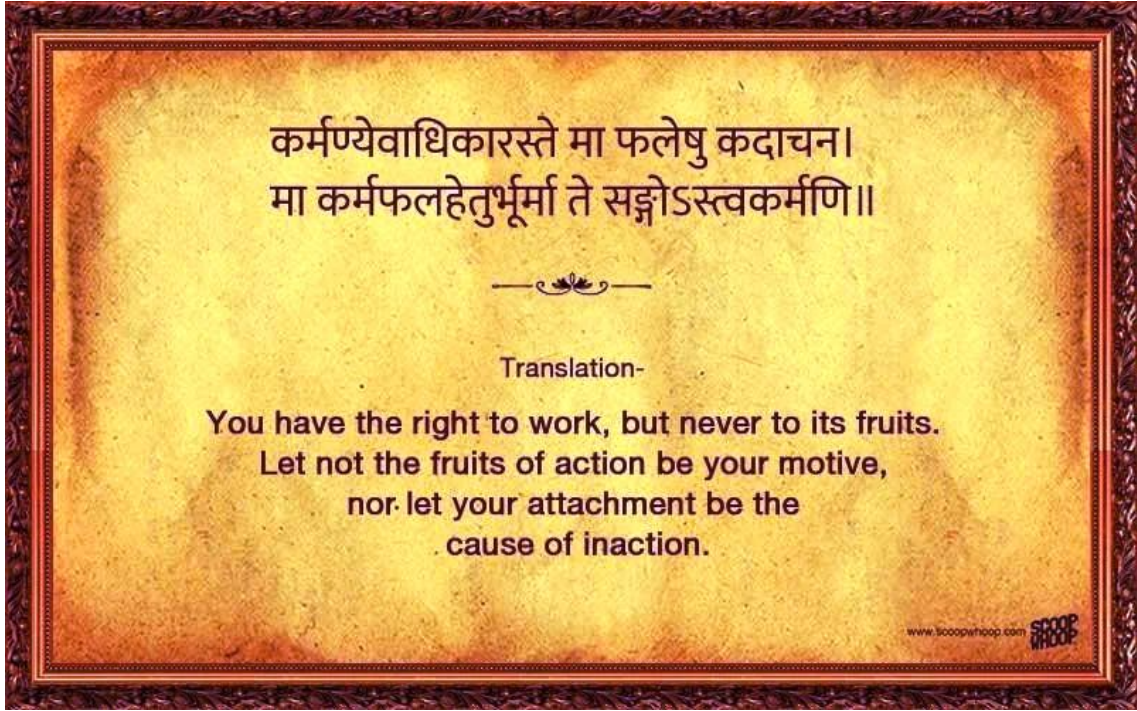 कर्मण्येवाधिकारस्ते मा फलेषु कदाचन।
मा कर्मफलहेतुर्भूर्मा ते सङ्गोऽस्त्वकर्मणि॥
Translation-
You have the right to work, but never to its fruits.
Let not the fruits of action be your motive,
nor let your attachment be the
cause of inaction.
www.scoopwhoop.com SCOOP
WHOOP